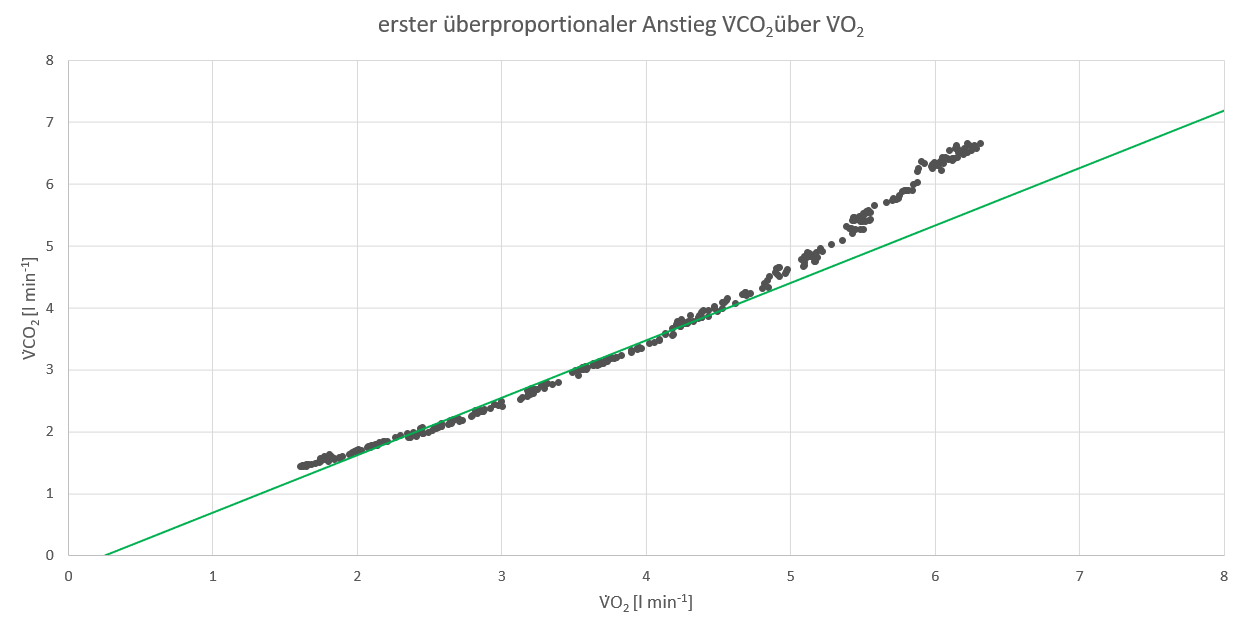 erster überproportionaler Anstieg V̇CO₂über V̇O₂
8
7
6
5
4
3
2
1
0
V̇CO₂ [l min⁻¹]
0 1 2 3 4 5 6 7 8
V̇O₂ [l min⁻¹]